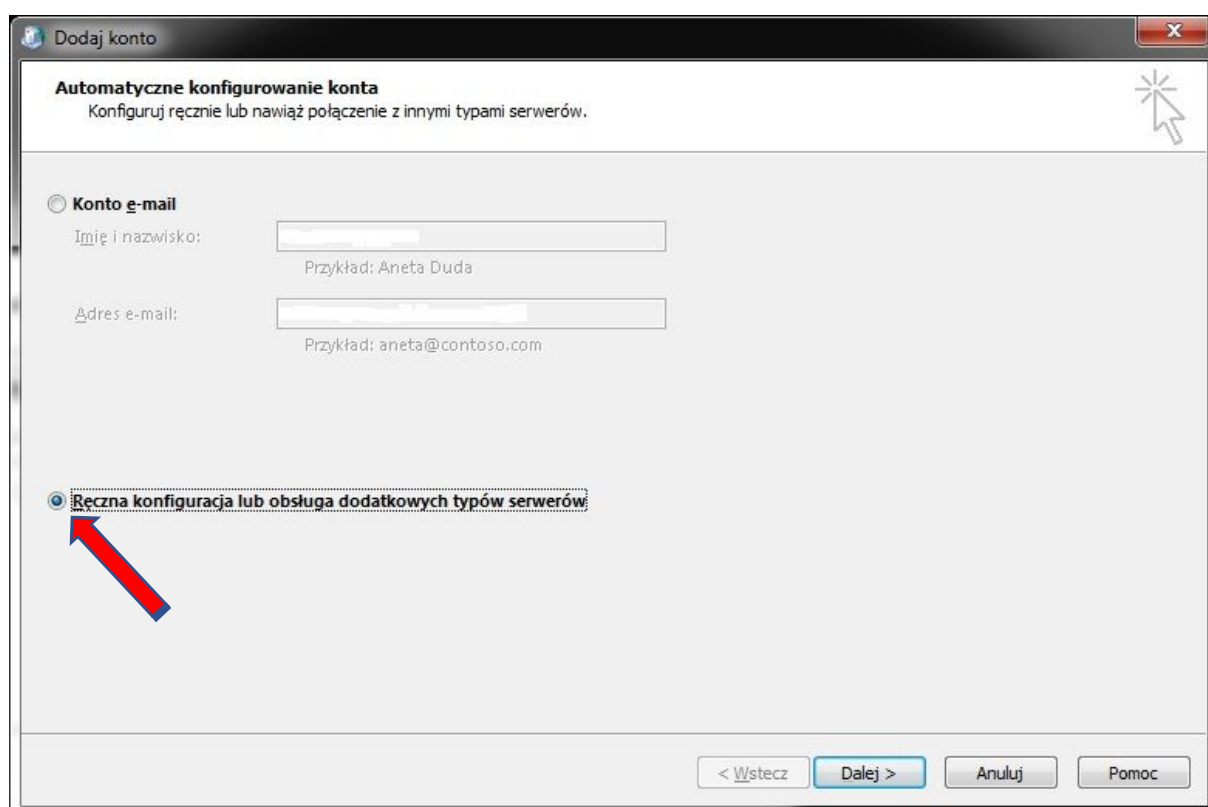 Dodaj konto
Automatyczne konfigurowanie konta
Konfiguruj ręcznie lub nawiąż połączenie z innymi typami serwerów.
Konto e-mail
Imię i nazwisko:
Przykład: Aneta Duda
Adres e-mail:
Przykład: aneta@contoso.com
Ręczna konfiguracja lub obsługa dodatkowych typów serwerów
< Wstecz Dalej > Anuluj Pomoc